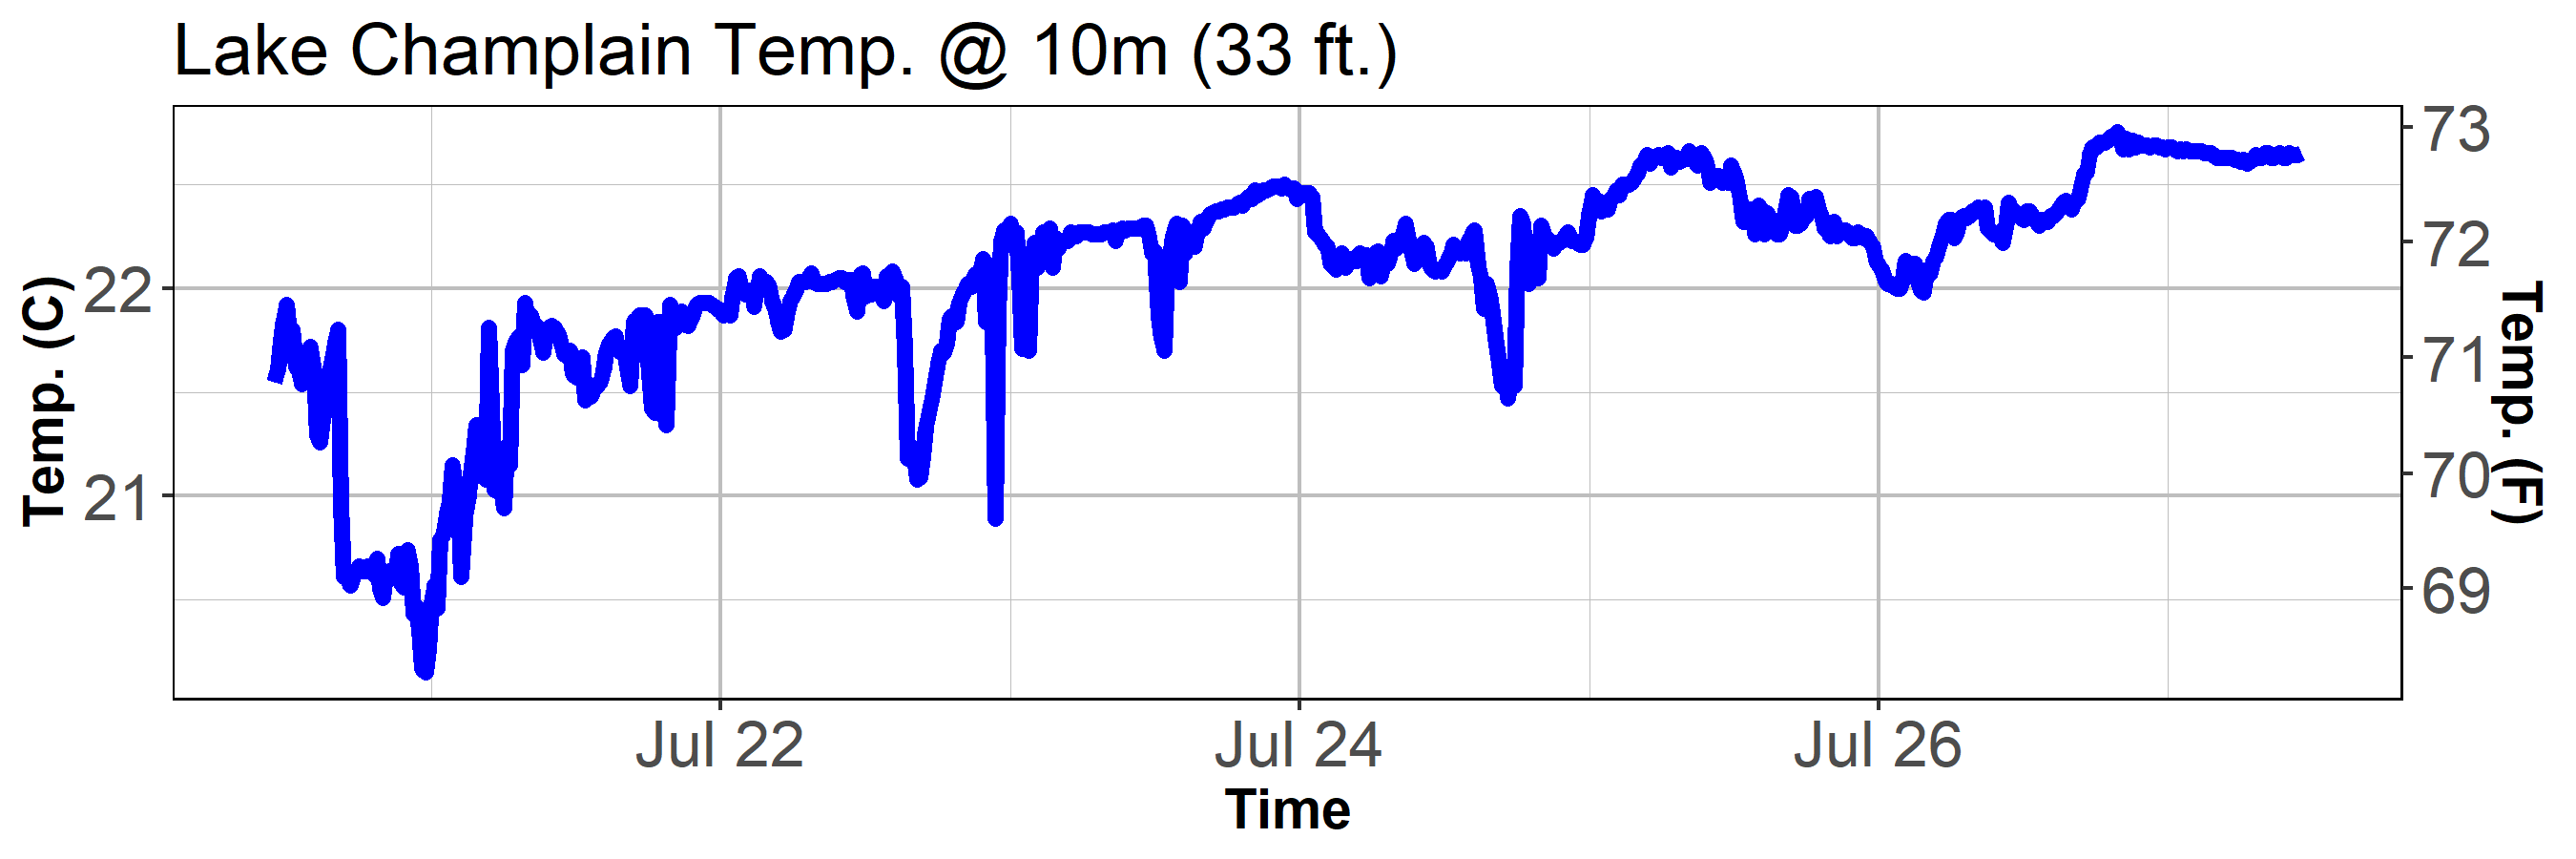 Lake Champlain Temp. @ 10m (33 ft.)
Temp. (C)
22
21
73
72
71
70
69
Temp. (F)
Jul 22
Jul 24
Jul 26
Time